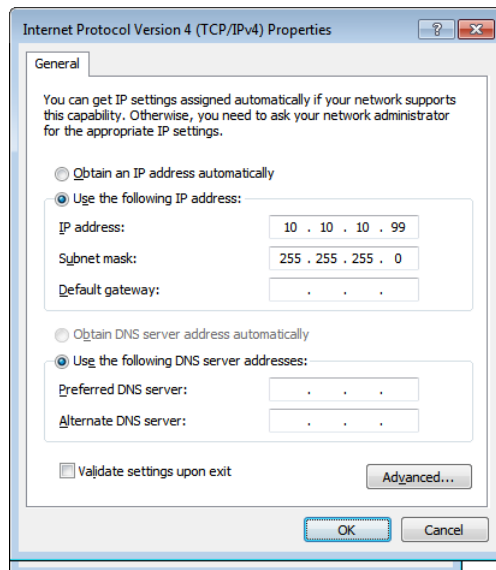 Internet Protocol Version 4 (TCP/IPv4) Properties
?
General
You can get IP settings assigned automatically if your network supports
this capability. Otherwise, you need to ask your network administrator
for the appropriate IP settings.
Obtain an IP address automatically
Use the following IP address:
IP address: 10 . 10 . 10 . 99
Subnet mask: 255 . 255 . 255 . 0
Default gateway: . . .
Obtain DNS server address automatically
Use the following DNS server addresses:
Preferred DNS server: . . .
Alternate DNS server: . . .
Validate settings upon exit
Advanced...
OK Cancel